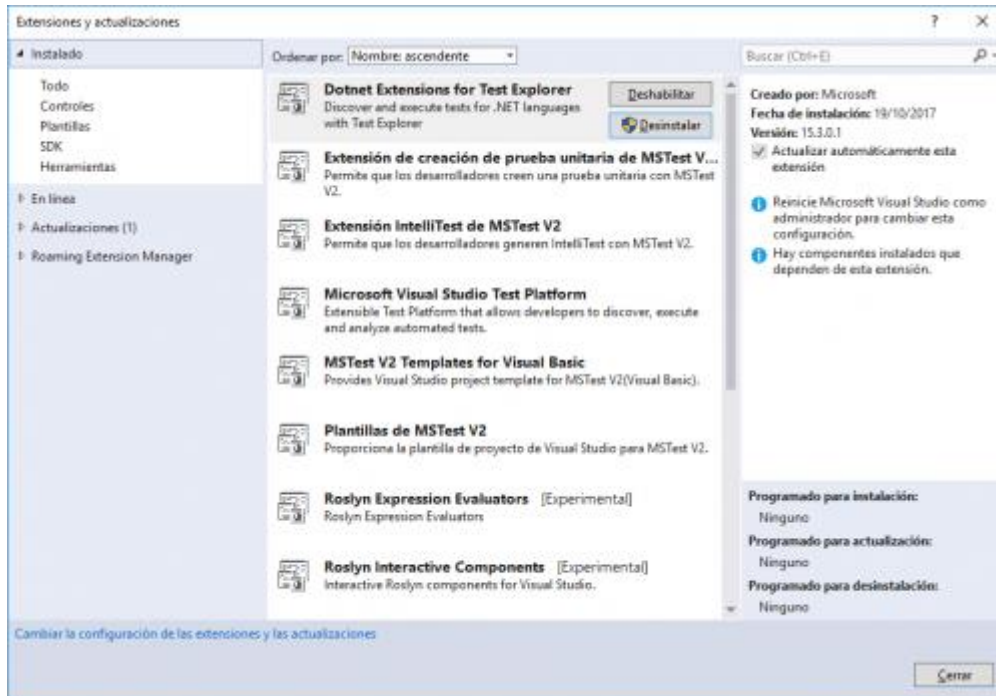 Extensiones y actualizaciones
?
Instalado
Todo
Controles
Plantillas
SDK
Herramientas
En línea
Actualizaciones (1)
Roaming Extension Manager
Ordenar por: Nombre: ascendente
Dotnet Extensions for Test Explorer
Discover and execute tests for .NET languages
with Test Explorer
Deshabilitar
Desinstalar
Extensión de creación de prueba unitaria de MSTest V...
Permite que los desarrolladores creen una prueba unitaria con MSTest
V2.
Extensión IntelliTest de MSTest V2
Permite que los desarrolladores generen IntelliTest con MSTest V2.
Microsoft Visual Studio Test Platform
Extensible Test Platform that allows developers to discover, execute
and analyze automated tests.
MSTest V2 Templates for Visual Basic
Provides Visual Studio project template for MSTest V2(Visual Basic).
Plantillas de MSTest V2
Proporciona la plantilla de proyecto de Visual Studio para MSTest V2.
Roslyn Expression Evaluators [Experimental]
Roslyn Expression Evaluators
Roslyn Interactive Components [Experimental]
Interactive Roslyn components for Visual Studio.
Buscar (Ctrl+E)
Creado por: Microsoft
Fecha de instalación: 19/10/2017
Versión: 15.3.0.1
Actualizar automáticamente esta
extensión
Reinicie Microsoft Visual Studio como
administrador para cambiar esta
configuración.
Hay componentes instalados que
dependen de esta extensión.
Programado para instalación:
Ninguno
Programado para actualización:
Ninguno
Programado para desinstalación:
Ninguno
Cambiar la configuración de las extensiones y las actualizaciones
Cerrar